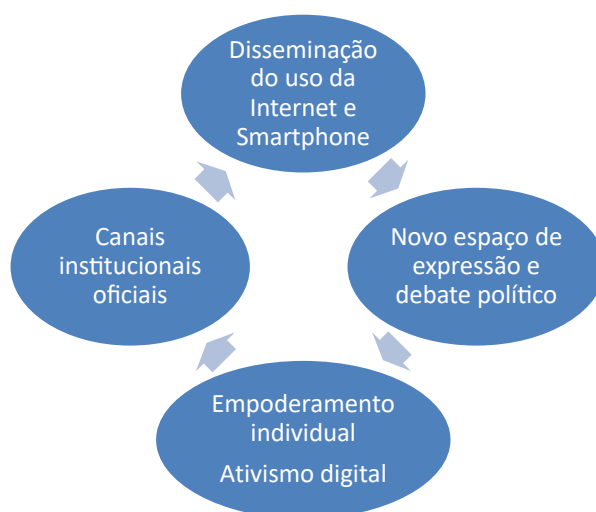 Disseminação
do uso da
Internet e
Smartphone
Canais
institucionais
oficiais
Novo espaço de
expressão e
debate político
Empoderamento
individual
Ativismo digital